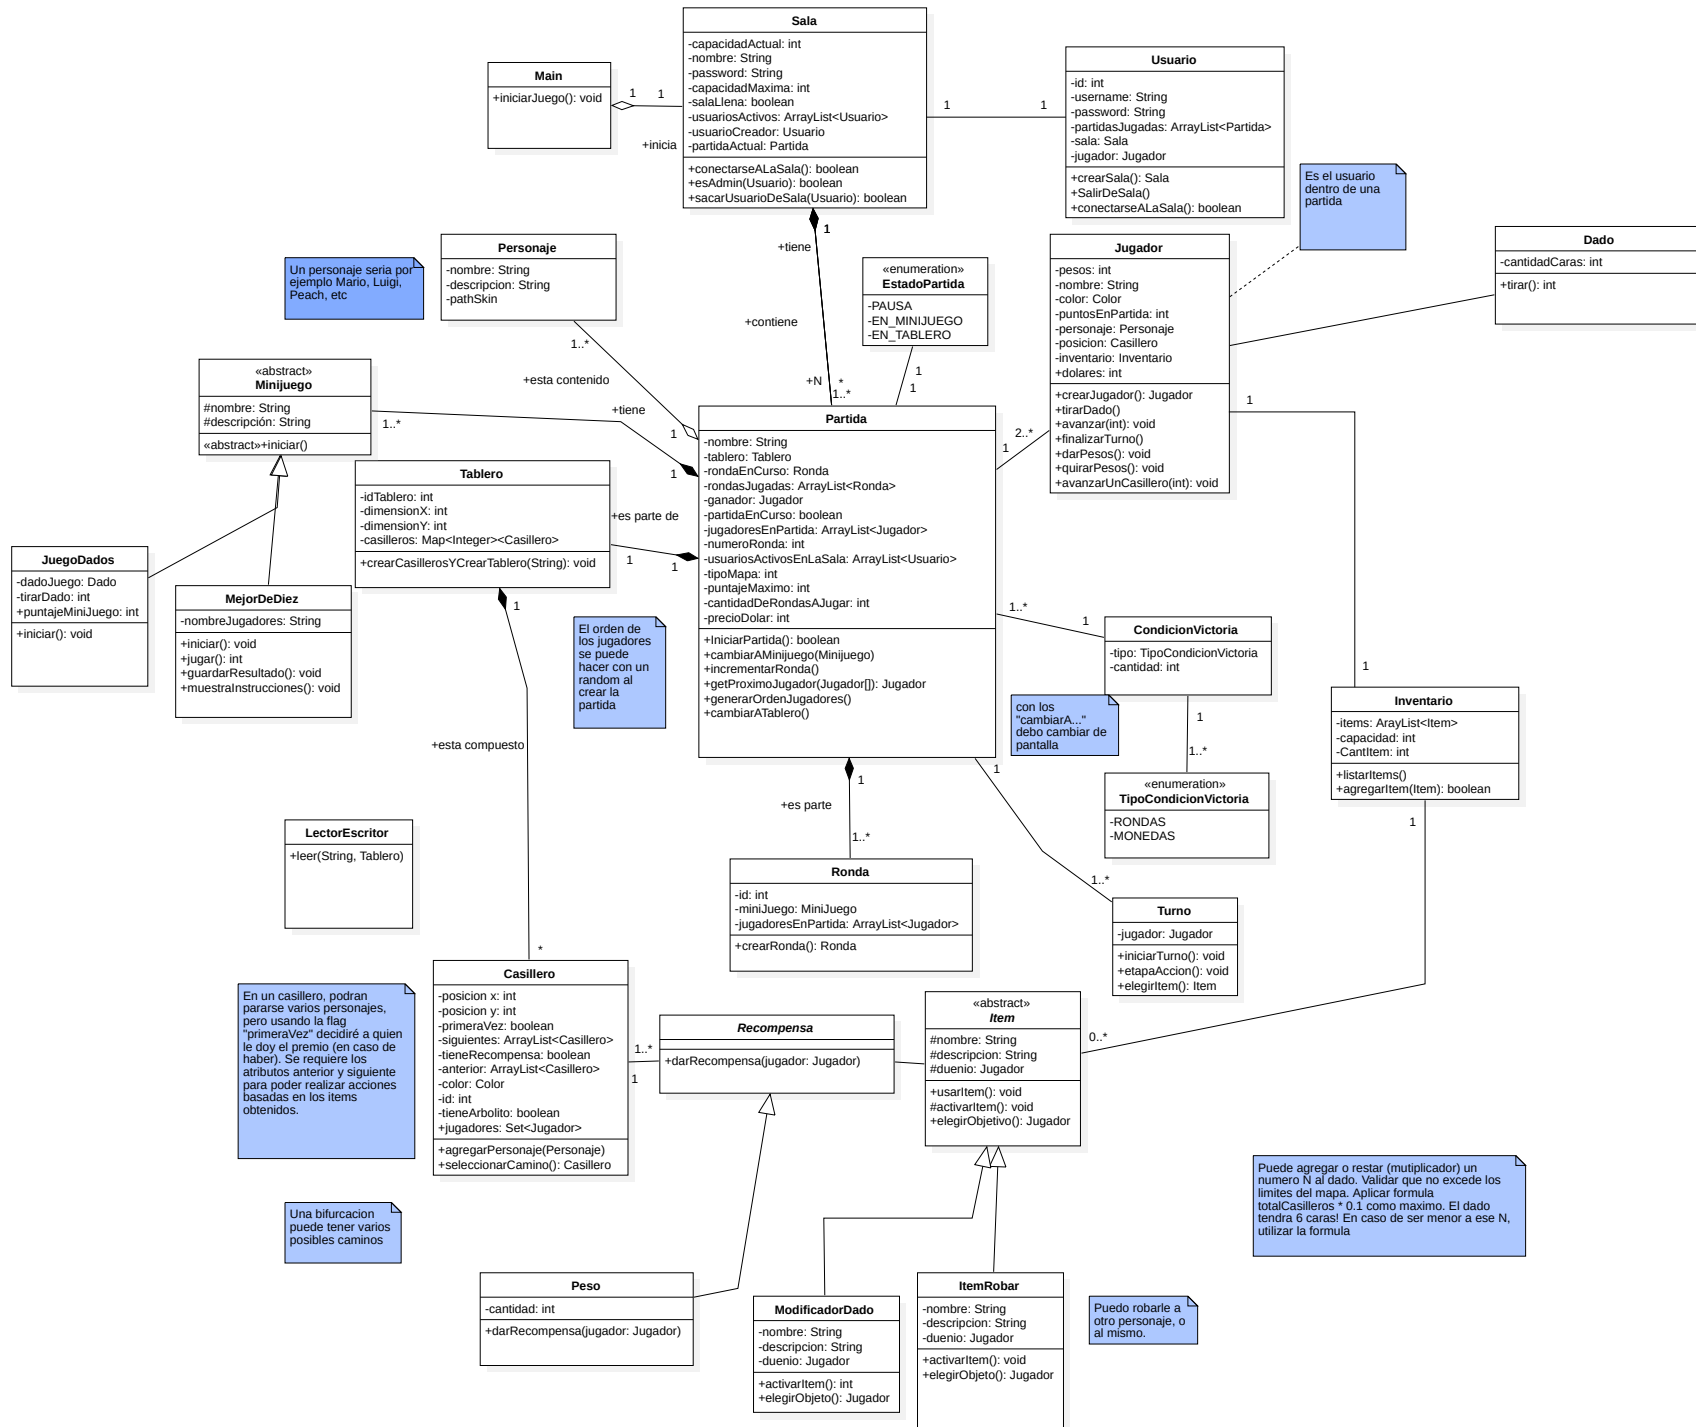 Sala
-capacidadActual: int
-nombre: String
-password: String
-capacidadMaxima: int
-salaLlena: boolean
-usuariosActivos: ArrayList<Usuario>
-usuarioCreador: Usuario
-partidaActual: Partida
+conectarseALaSala(): boolean
+esAdmin(Usuario): boolean
+sacarUsuarioDeSala(Usuario): boolean
Main
+iniciarJuego(): void
1
1
+inicia
1
1
Usuario
-id: int
-username: String
-password: String
-partidasJugadas: ArrayList<Partida>
-sala: Sala
-jugador: Jugador
+crearSala(): Sala
+SalirDeSala()
+conectarseALaSala(): boolean
Es el usuario
dentro de una
partida
Un personaje seria por
ejemplo Mario, Luigi,
Peach, etc
Personaje
-nombre: String
-descripcion: String
-pathSkin
1..*
+esta contenido
1
+tiene
1
+contiene
+N
*
1..*
«enumeration»
EstadoPartida
-PAUSA
-EN_MINIJUEGO
-EN_TABLERO
1
1
Jugador
-pesos: int
-nombre: String
-color: Color
-puntosEnPartida: int
-personaje: Personaje
-posicion: Casillero
-inventario: Inventario
+dolares: int
+crearJugador(): Jugador
+tirarDado()
+avanzar(int): void
+finalizarTurno()
+darPesos(): void
+quirarPesos(): void
+avanzarUnCasillero(int): void
Dado
-cantidadCaras: int
+tirar(): int
«abstract»
Minijuego
#nombre: String
#descripción: String
«abstract»+iniciar()
1..*
+tiene
1
Partida
-nombre: String
-tablero: Tablero
-rondaEnCurso: Ronda
-rondasJugadas: ArrayList<Ronda>
-ganador: Jugador
-partidaEnCurso: boolean
-jugadoresEnPartida: ArrayList<Jugador>
-numeroRonda: int
-usuariosActivosEnLaSala: ArrayList<Usuario>
-tipoMapa: int
-puntajeMaximo: int
-cantidadDeRondasAJugar: int
-precioDolar: int
+IniciarPartida(): boolean
+cambiarAMinijuego(Minijuego)
+incrementarRonda()
+getProximoJugador(Jugador[]): Jugador
+generarOrdenJugadores()
+cambiarATablero()
1
2..*
Tablero
-idTablero: int
-dimensionX: int
-dimensionY: int
-casilleros: Map<Integer><Casillero>
+crearCasillerosYCrearTablero(String): void
+es parte de
1
1
JuegoDados
-dadoJuego: Dado
-tirarDado: int
+puntajeMiniJuego: int
+iniciar(): void
MejorDeDiez
-nombreJugadores: String
+iniciar(): void
+jugar(): int
+guardarResultado(): void
+muestraInstrucciones(): void
1
+esta compuesto
*
El orden de
los jugadores
se puede
hacer con un
random al
crear la
partida
1..*
1
CondicionVictoria
-tipo: TipoCondicionVictoria
-cantidad: int
con los
"cambiarA..."
debo cambiar de
pantalla
1
1..*
«enumeration»
TipoCondicionVictoria
-RONDAS
-MONEDAS
1
1
Inventario
-items: ArayList<Item>
-capacidad: int
-CantItem: int
+listarItems()
+agregarItem(Item): boolean
1
0..*
1
+es parte
1..*
1
1..*
LectorEscritor
+leer(String, Tablero)
Ronda
-id: int
-miniJuego: MiniJuego
-jugadoresEnPartida: ArrayList<Jugador>
+crearRonda(): Ronda
Turno
-jugador: Jugador
+iniciarTurno(): void
+etapaAccion(): void
+elegirItem(): Item
En un casillero, podran
pararse varios personajes,
pero usando la flag
"primeraVez" decidiré a quien
le doy el premio (en caso de
haber). Se requiere los
atributos anterior y siguiente
para poder realizar acciones
basadas en los items
obtenidos.
Casillero
-posicion x: int
-posicion y: int
-primeraVez: boolean
-siguientes: ArrayList<Casillero>
-tieneRecompensa: boolean
-anterior: ArrayList<Casillero>
-color: Color
-id: int
-tieneArbolito: boolean
+jugadores: Set<Jugador>
+agregarPersonaje(Personaje)
+seleccionarCamino(): Casillero
1..*
1
Recompensa
+darRecompensa(jugador: Jugador)
«abstract»
Item
#nombre: String
#descripcion: String
#duenio: Jugador
+usarItem(): void
#activarItem(): void
+elegirObjetivo(): Jugador
Una bifurcacion
puede tener varios
posibles caminos
Puede agregar o restar (mutiplicador) un
numero N al dado. Validar que no excede los
limites del mapa. Aplicar formula
totalCasilleros * 0.1 como maximo. El dado
tendra 6 caras! En caso de ser menor a ese N,
utilizar la formula
Peso
-cantidad: int
+darRecompensa(jugador: Jugador)
ModificadorDado
-nombre: String
-descripcion: String
-duenio: Jugador
+activarItem(): int
+elegirObjeto(): Jugador
ItemRobar
-nombre: String
-descripcion: String
-duenio: Jugador
+activarItem(): void
+elegirObjeto(): Jugador
Puedo robarle a
otro personaje, o
al mismo.